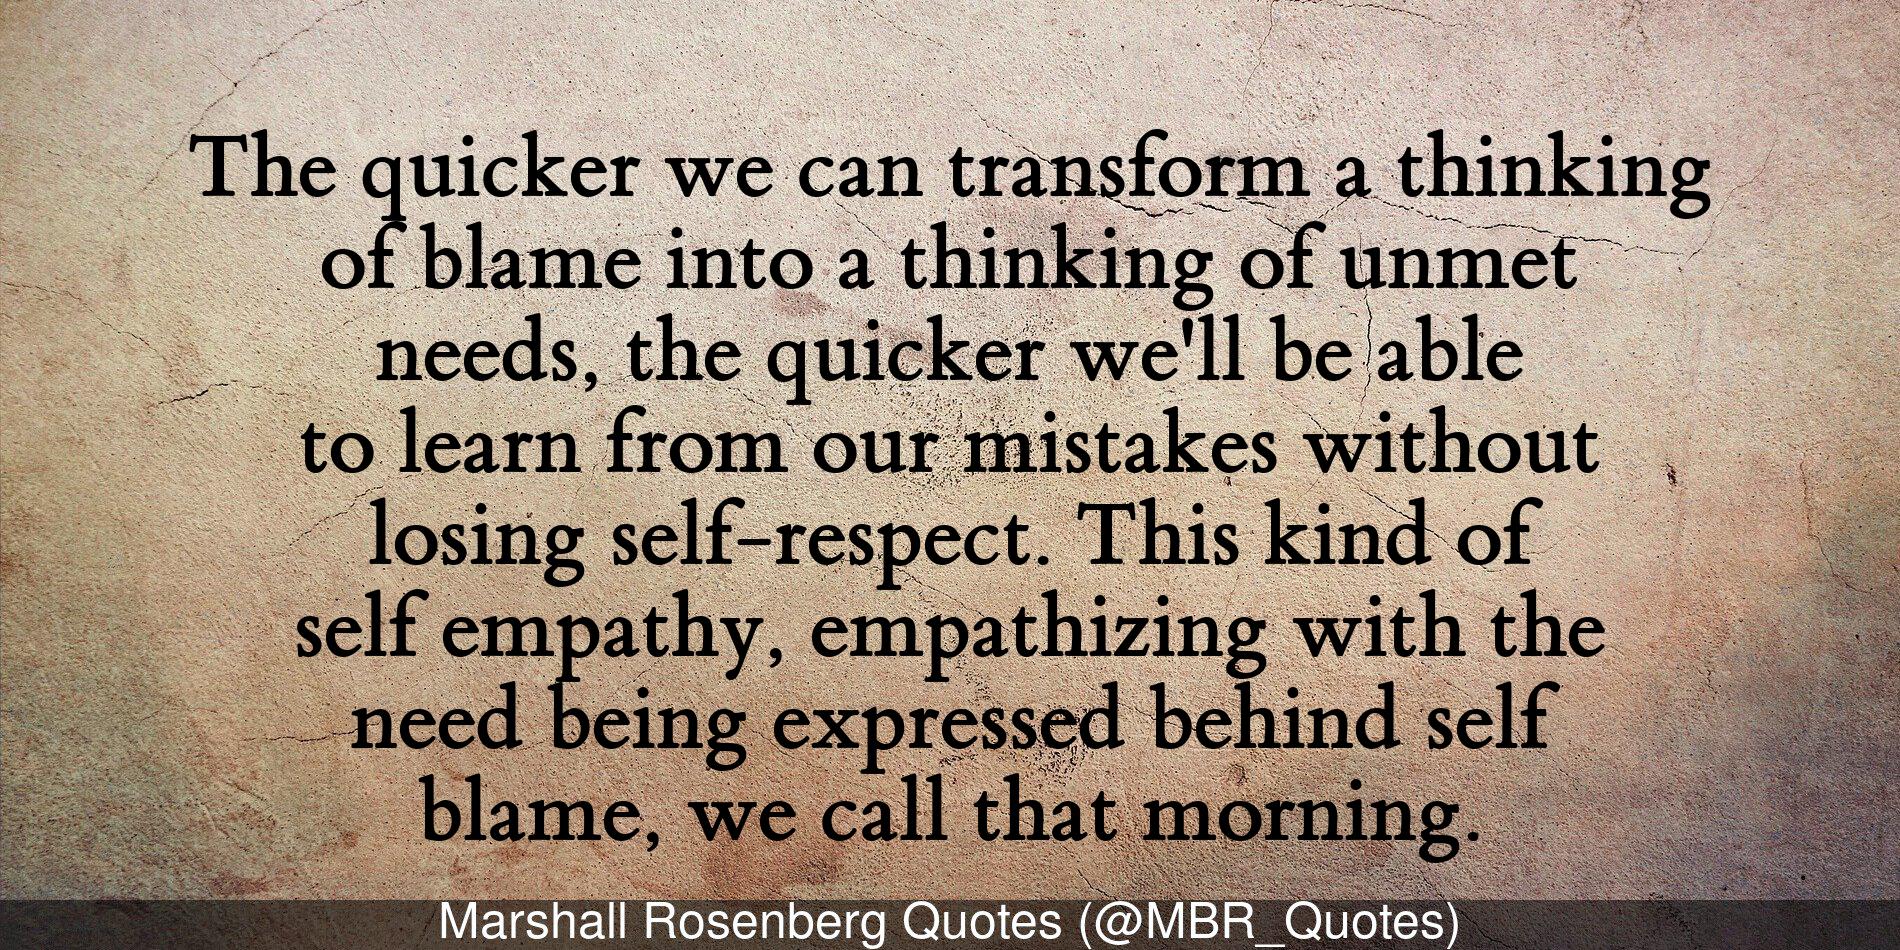 The quicker we can transform a thinking
of blame into a thinking of unmet
needs, the quicker we'll be able
to learn from our mistakes without
losing self-respect. This kind of
self empathy, empathizing with the
need being expressed behind self
blame, we call that morning.
Marshall Rosenberg Quotes (@MBR_Quotes)